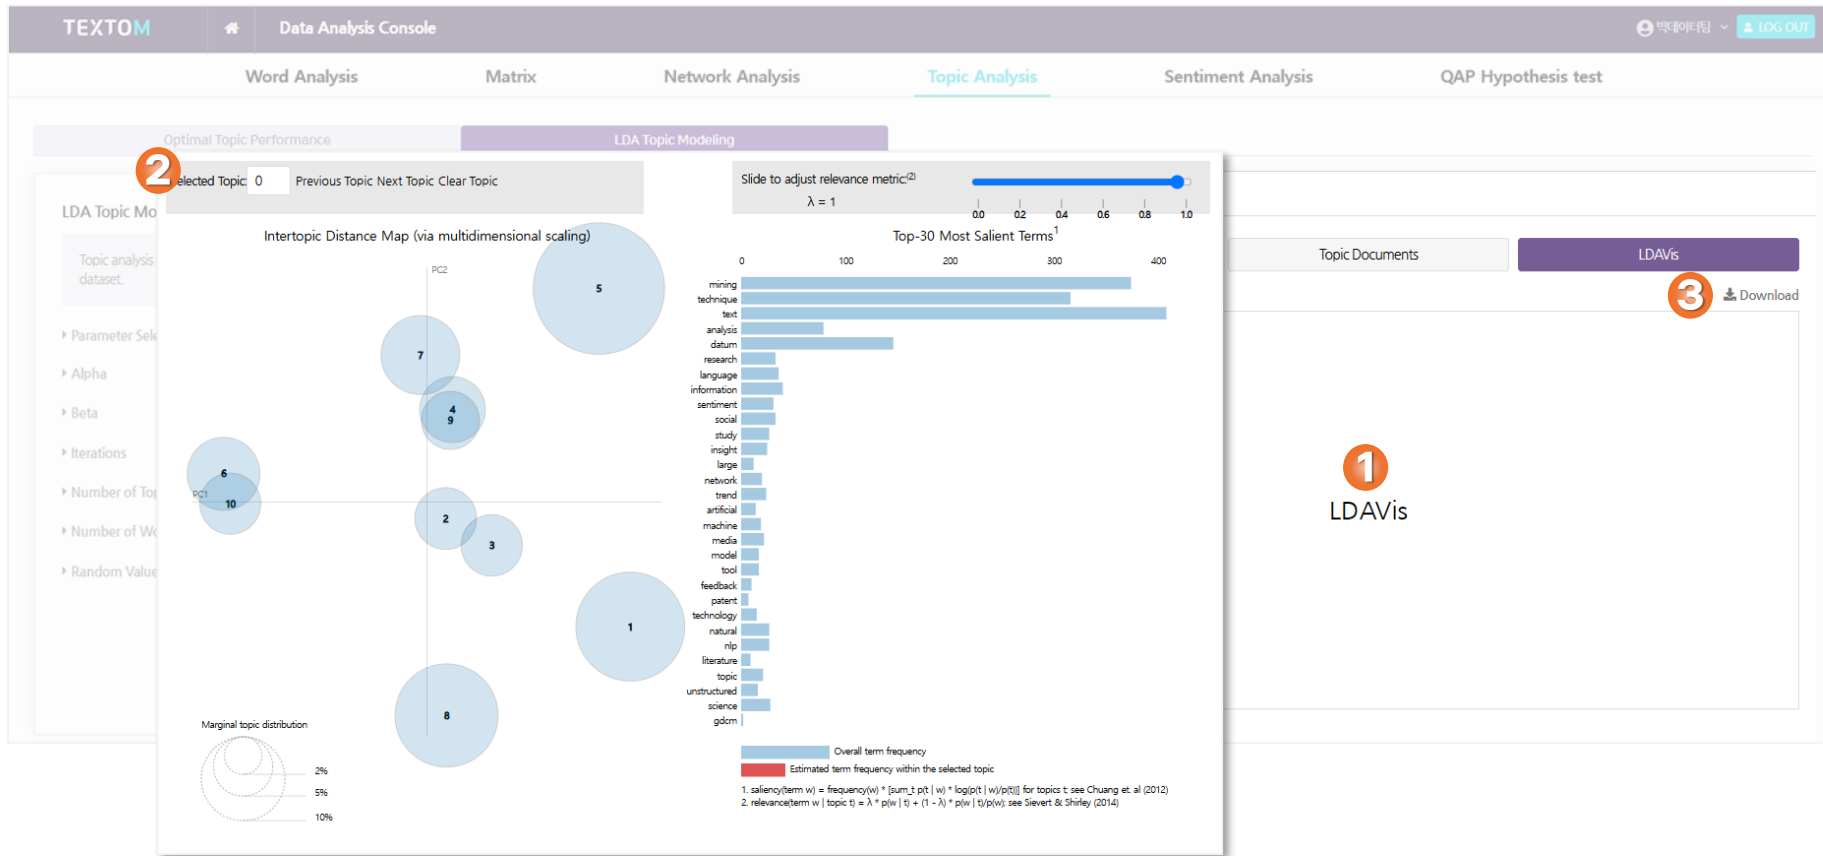 TEXTOM
Data Analysis Console
빅데이터팀
LOG OUT
Word Analysis
Matrix
Network Analysis
Topic Analysis
Sentiment Analysis
QAP Hypothesis test
Optimal Topic Performance
LDA Topic Modeling
LDA Topic Mo
Topic analysis
dataset.
Parameter Sele
Alpha
Beta
Iterations
Number of Top
Number of Wo
Random Value
2
elected Topic: 0 Previous Topic Next Topic Clear Topic
Slide to adjust relevance metric:(2)
λ = 1
0.0 0.2 0.4 0.6 0.8 1.0
Intertopic Distance Map (via multidimensional scaling)
PC2
PC1
5
7
4
9
6
10
2
3
1
8
Marginal topic distribution
2%
5%
10%
Top-30 Most Salient Terms1
0 100 200 300 400
mining
technique
text
analysis
datum
research
language
information
sentiment
social
study
insight
large
network
trend
artificial
machine
media
model
tool
feedback
patent
technology
natural
nlp
literature
topic
unstructured
science
gdcm
Overall term frequency
Estimated term frequency within the selected topic
1. saliency(term w) = frequency(w) * [sum_t p(t | w) * log(p(t | w)/p(t))] for topics t; see Chuang et. al (2012)
2. relevance(term w | topic t) = λ * p(w | t) + (1 - λ) * p(w | t)/p(w); see Sievert & Shirley (2014)
Topic Documents
LDAVis
3
Download
1
LDAVis